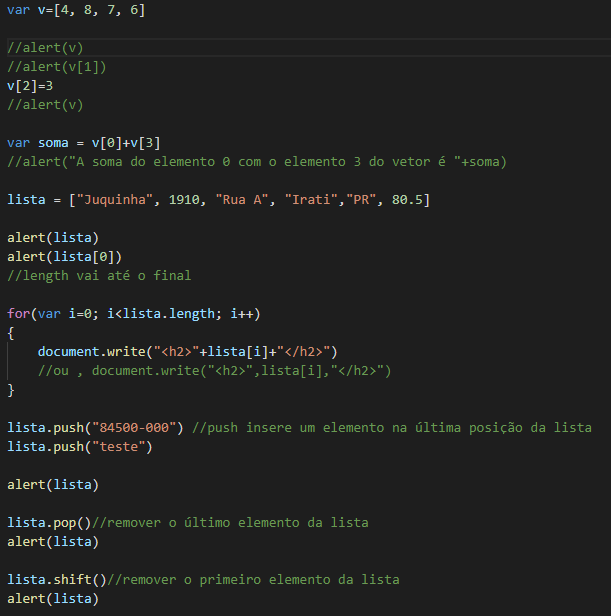 var v=[4, 8, 7, 6]
//alert(v)
//alert(v[1])
v[2]=3
//alert(v)
var soma = v[0]+v[3]
//alert("A soma do elemento 0 com o elemento 3 do vetor é "+soma)
lista = ["Juquinha", 1910, "Rua A", "Irati","PR", 80.5]
alert(lista)
alert(lista[0])
//length vai até o final
for(var i=0; i<lista.length; i++)
{
    document.write("<h2>"+lista[i]+"</h2>")
    //ou , document.write("<h2>",lista[i],"</h2>")
}
lista.push("84500-000") //push insere um elemento na última posição da lista
lista.push("teste")
alert(lista)
lista.pop()//remover o último elemento da lista
alert(lista)
lista.shift()//remover o primeiro elemento da lista
alert(lista)